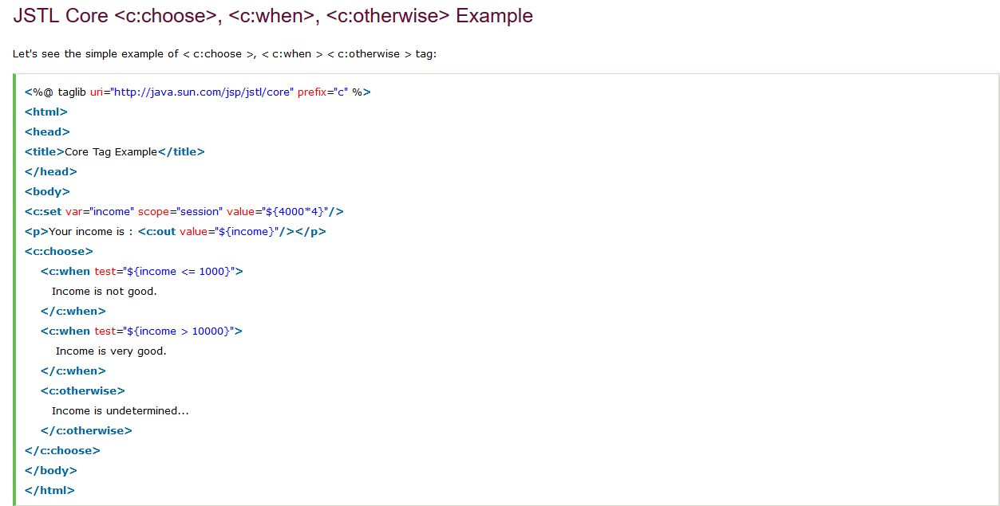 JSTL Core <c:choose>, <c:when>, <c:otherwise> Example
Let's see the simple example of < c:choose >, < c:when > < c:otherwise > tag:
<%@ taglib uri="http://java.sun.com/jsp/jstl/core" prefix="c" %>
<html>
<head>
<title>Core Tag Example</title>
</head>
<body>
<c:set var="income" scope="session" value="${4000*4}"/>
<p>Your income is : <c:out value="${income}"/></p>
<c:choose>
<c:when test="${income <= 1000}">
Income is not good.
</c:when>
<c:when test="${income > 10000}">
Income is very good.
</c:when>
<c:otherwise>
Income is undetermined...
</c:otherwise>
</c:choose>
</body>
</html>